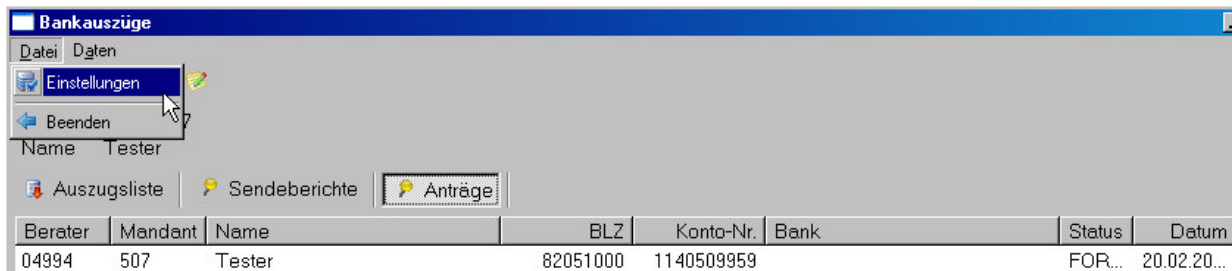 Bankauszüge
Datei Daten
Einstellungen
Beenden 7
Name Tester
Auszugsliste Sendeberichte Anträge
Berater Mandant Name BLZ Konto-Nr. Bank Status Datum
04994 507 Tester 82051000 1140509959 FOR... 20.02.20...